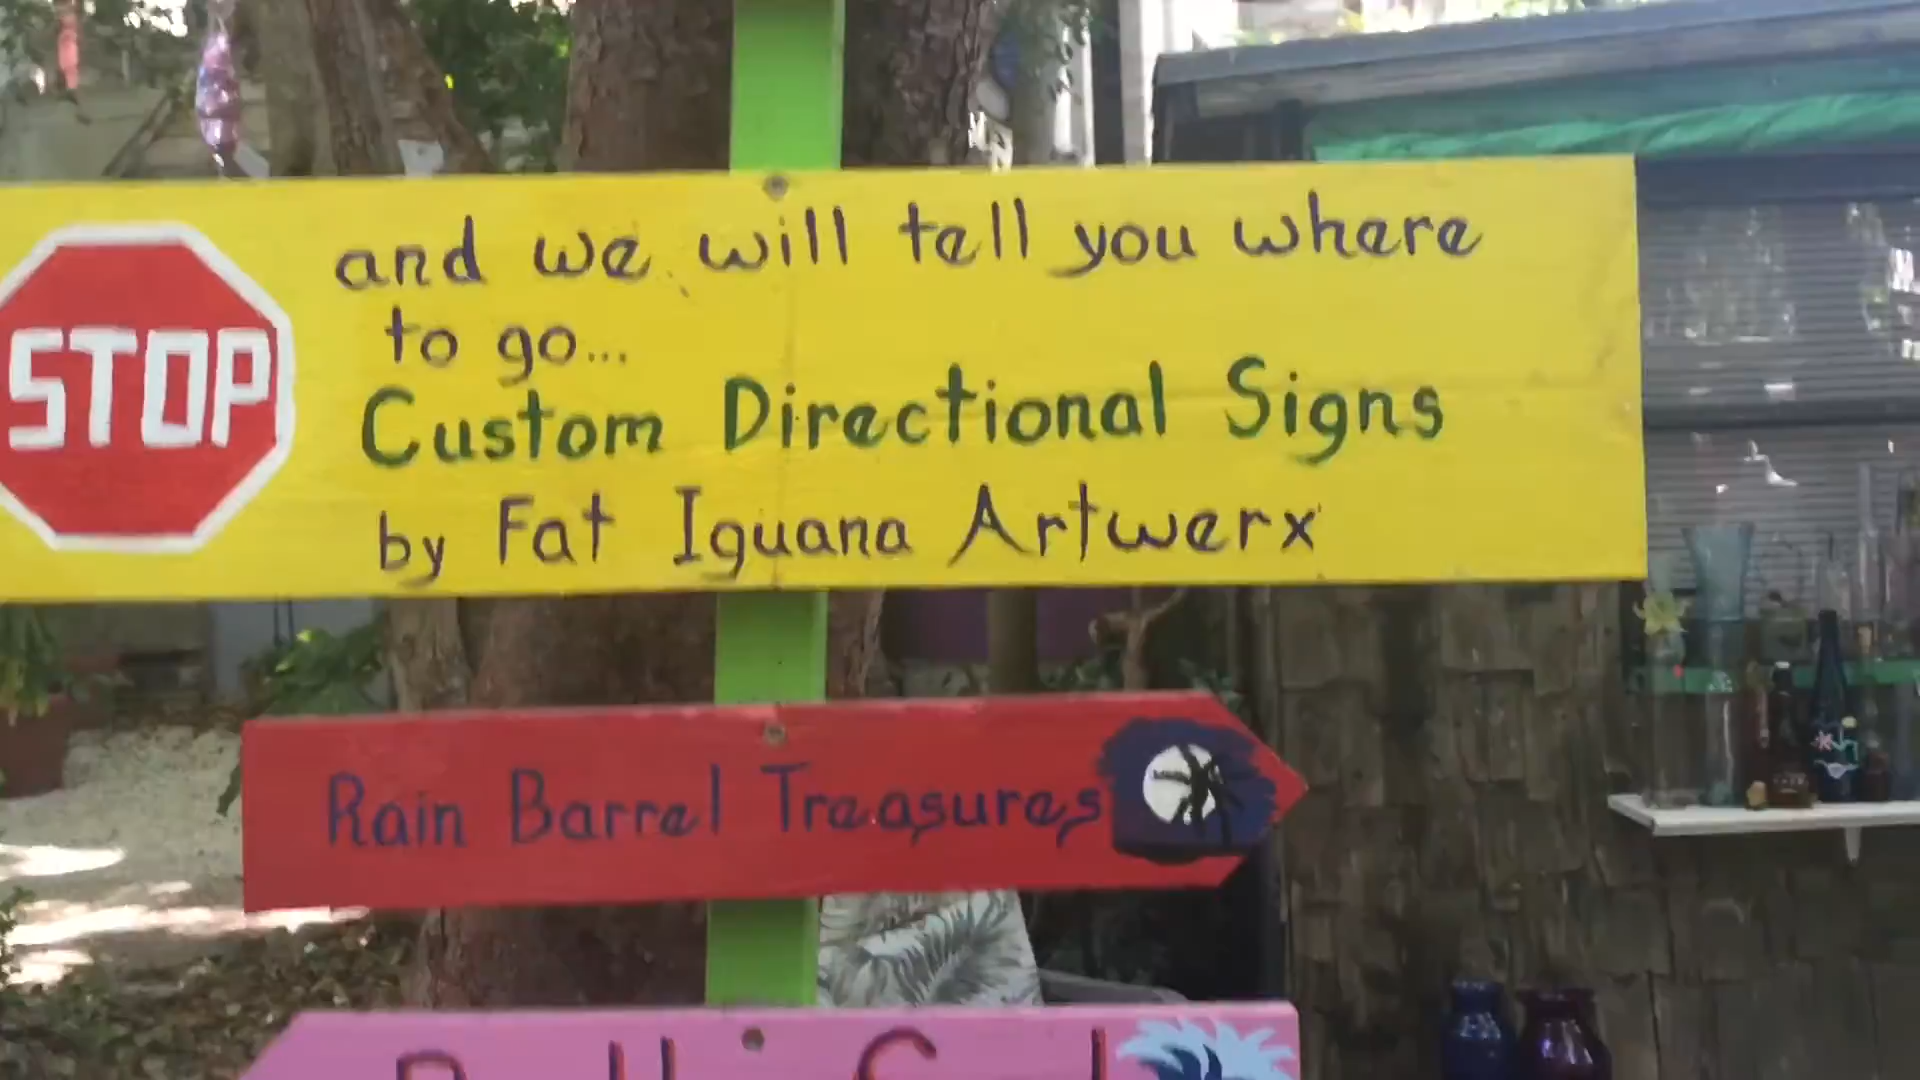 STOP
and we will tell you where
to go...
Custom Directional Signs
by Fat Iguana Artwerx
Rain Barrel Treasures